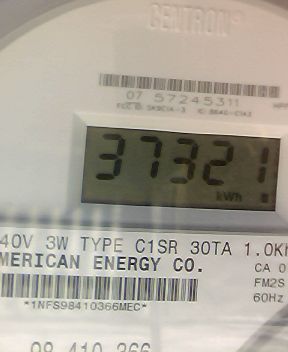 CENTRON®
07 57245311
37321
kWh
40V 3W TYPE C1SR 30TA 1.0K
MERICAN ENERGY CO.
CA 0
*1NFS98410366MEC*
FM2S
60Hz
98 410 366